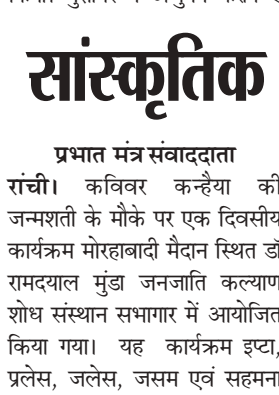 सांस्कृतिक
प्रभात मंत्र संवाददाता
रांची। कविवर कन्हैया की
जन्मशती के मौके पर एक दिवसीय
कार्यक्रम मोरहाबादी मैदान स्थित डॉ
रामदयाल मुंडा जनजाति कल्याण
शोध संस्थान सभागार में आयोजित
किया गया। यह कार्यक्रम इप्टा,
प्रलेस, जलेस, जसम एवं सहमना